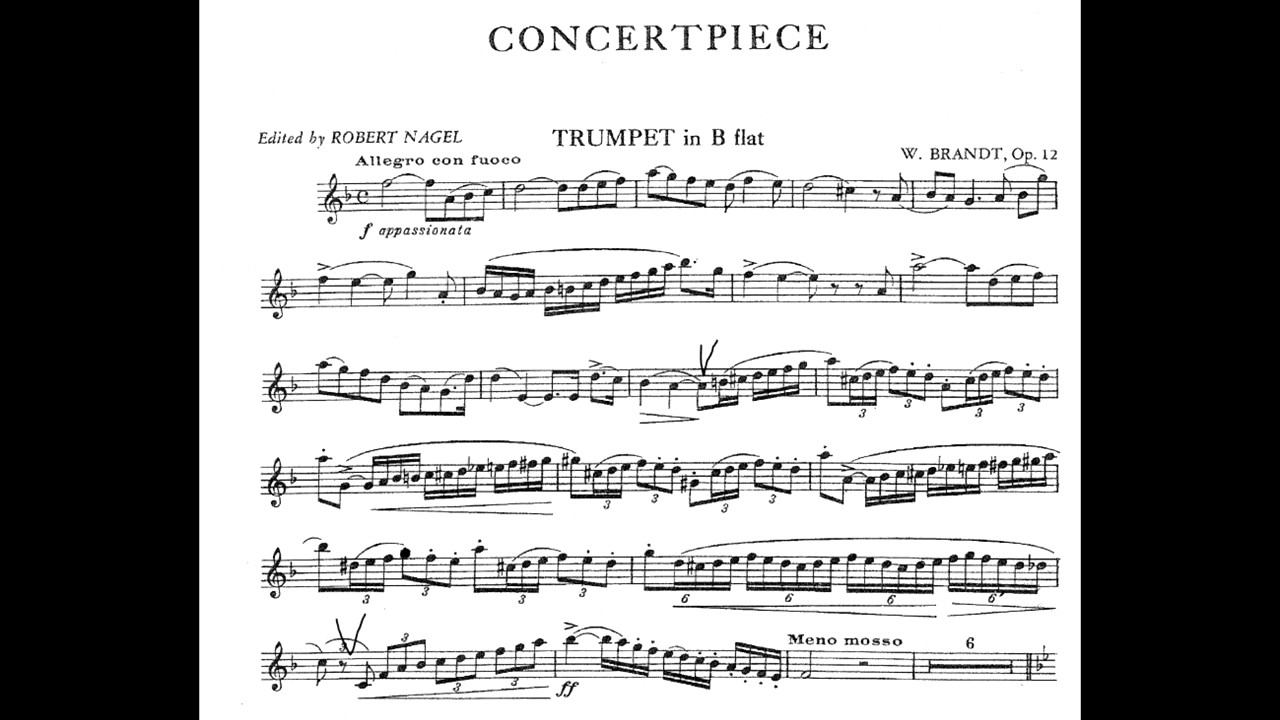 CONCERTPIECE
Edited by ROBERT NAGEL
TRUMPET in B flat
W. BRANDT, Op. 12
Allegro con fuoco
f appassionata
3 3 3 3
3 3 3 3
3 3 3 6 6 6 6
3 3
3 3
ff
Meno mosso
6